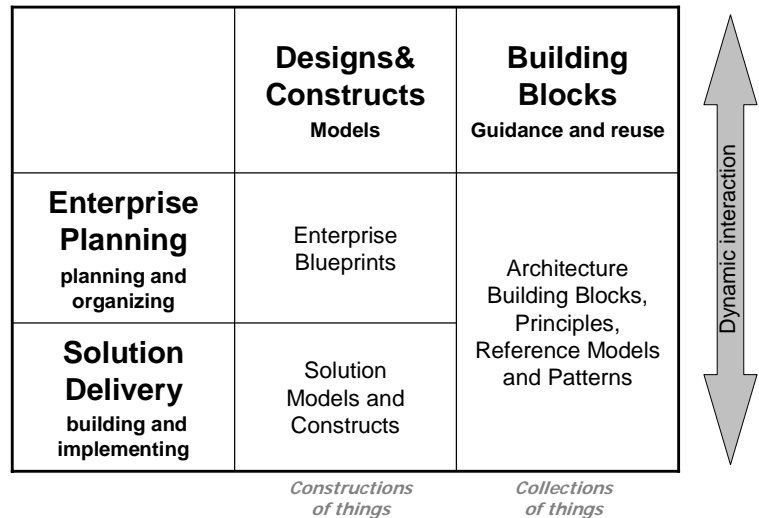 Designs&
Constructs
Models
Building
Blocks
Guidance and reuse
Enterprise
Planning
planning and
organizing
Enterprise
Blueprints
Architecture
Building Blocks,
Principles,
Reference Models
and Patterns
Solution
Delivery
building and
implementing
Solution
Models and
Constructs
Dynamic interaction
Constructions
of things
Collections
of things